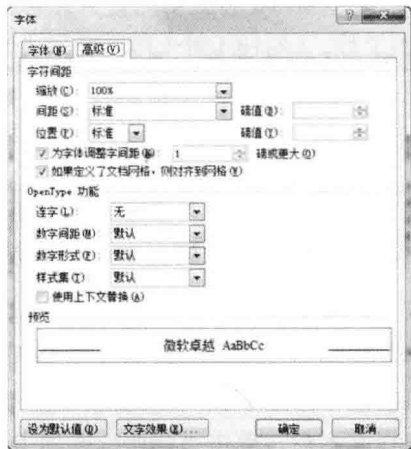 字体
字体(N) 高级(V)
字符间距
缩放(C): 100%
间距(S): 标准 磅值(B):
位置(P): 标准 磅值(Y):
为字体调整字间距(K): 1 磅或更大(O)
如果定义了文档网格，则对齐到网格(W)
OpenType 功能
连字(L): 无
数字间距(M) 默认
数字形式(F): 默认
样式集(T): 默认
使用上下文替换(A)
预览
微软卓越 AaBbCc
设为默认值(D) 文字效果(E)... 确定 取消